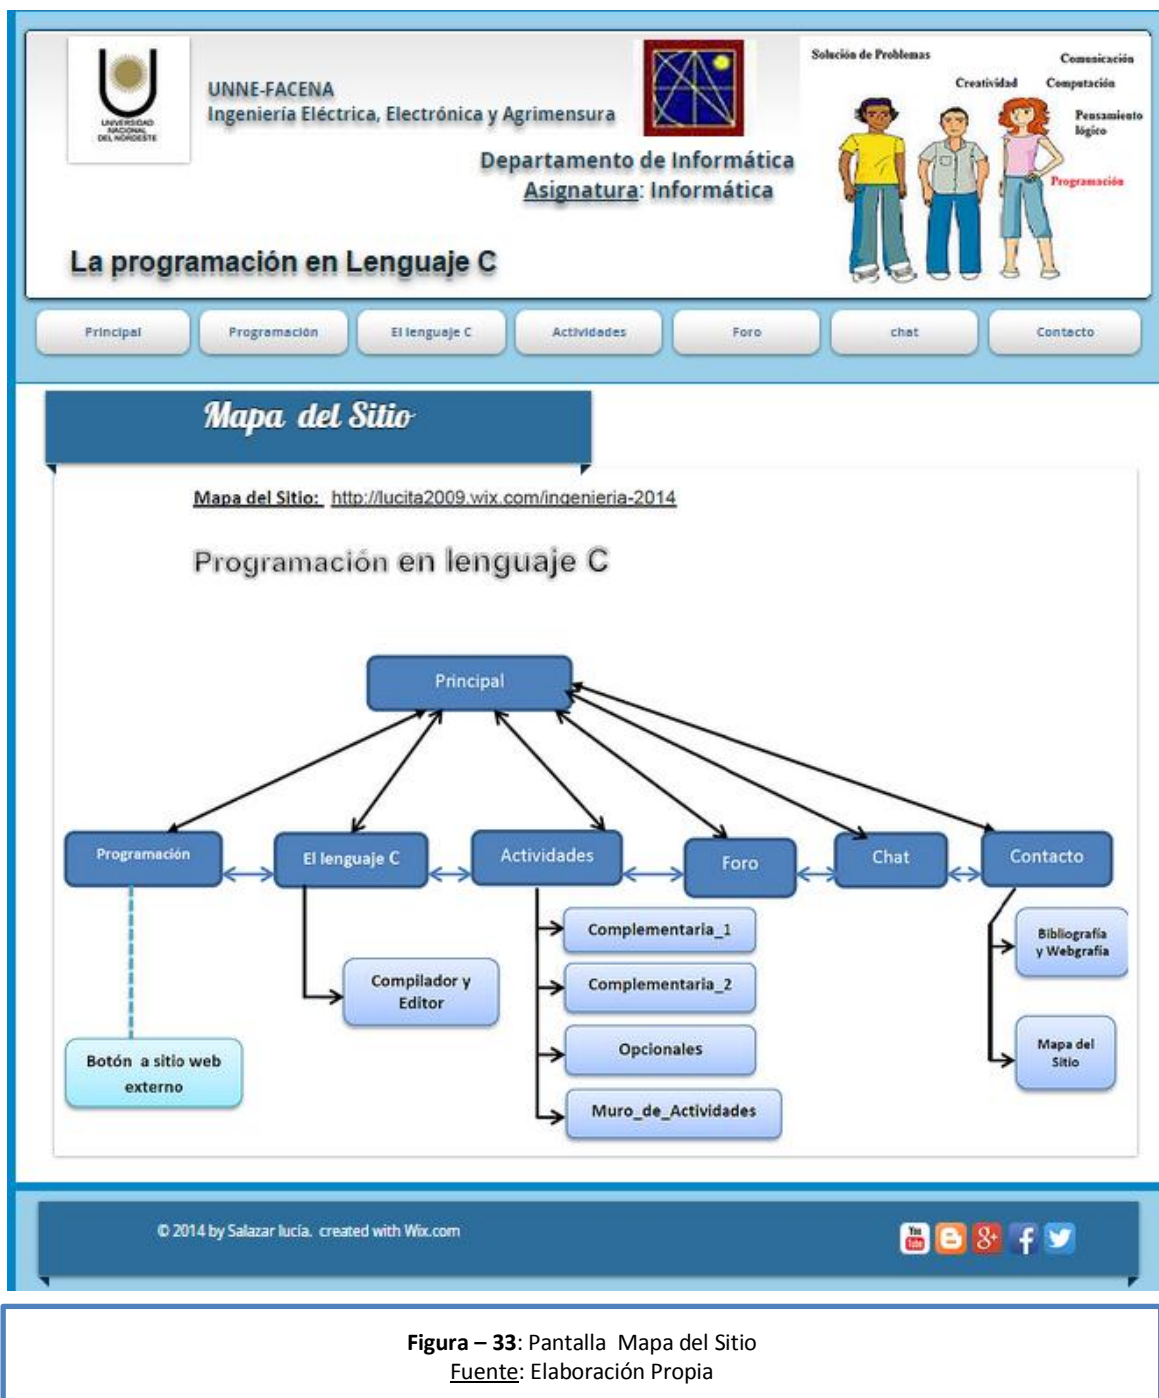 UNIVERSIDAD
NACIONAL
DEL NORDESTE
UNNE-FACENA
Ingeniería Eléctrica, Electrónica y Agrimensura
Departamento de Informática
Asignatura: Informática
La programación en Lenguaje C
Solución de Problemas
Comunicación
Creatividad
Computación
Pensamiento
lógico
Programación
Principal
Programación
El lenguaje C
Actividades
Foro
chat
Contacto
Mapa del Sitio
Mapa del Sitio: http://lucita2009.wix.com/ingenieria-2014
Programación en lenguaje C
Principal
Programación
El lenguaje C
Actividades
Foro
Chat
Contacto
Botón a sitio web
externo
Compilador y
Editor
Complementaria_1
Complementaria_2
Opcionales
Muro_de_Actividades
Bibliografía
y Webgrafía
Mapa del
Sitio
© 2014 by Salazar lucía. created with Wix.com
You
Tube
8+
f
Figura – 33: Pantalla Mapa del Sitio
Fuente: Elaboración Propia